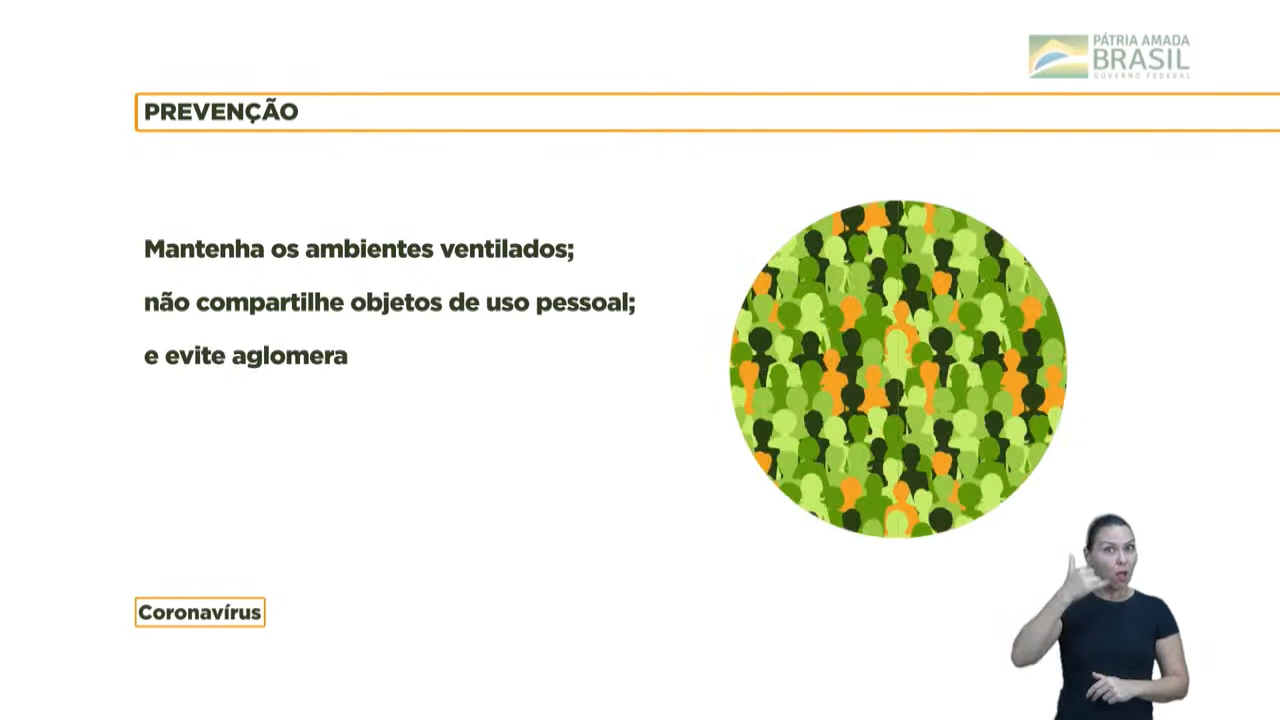 PÁTRIA AMADA
BRASIL
GOVERNO FEDERAL
PREVENÇÃO
Mantenha os ambientes ventilados;
não compartilhe objetos de uso pessoal;
e evite aglomera
Coronavírus